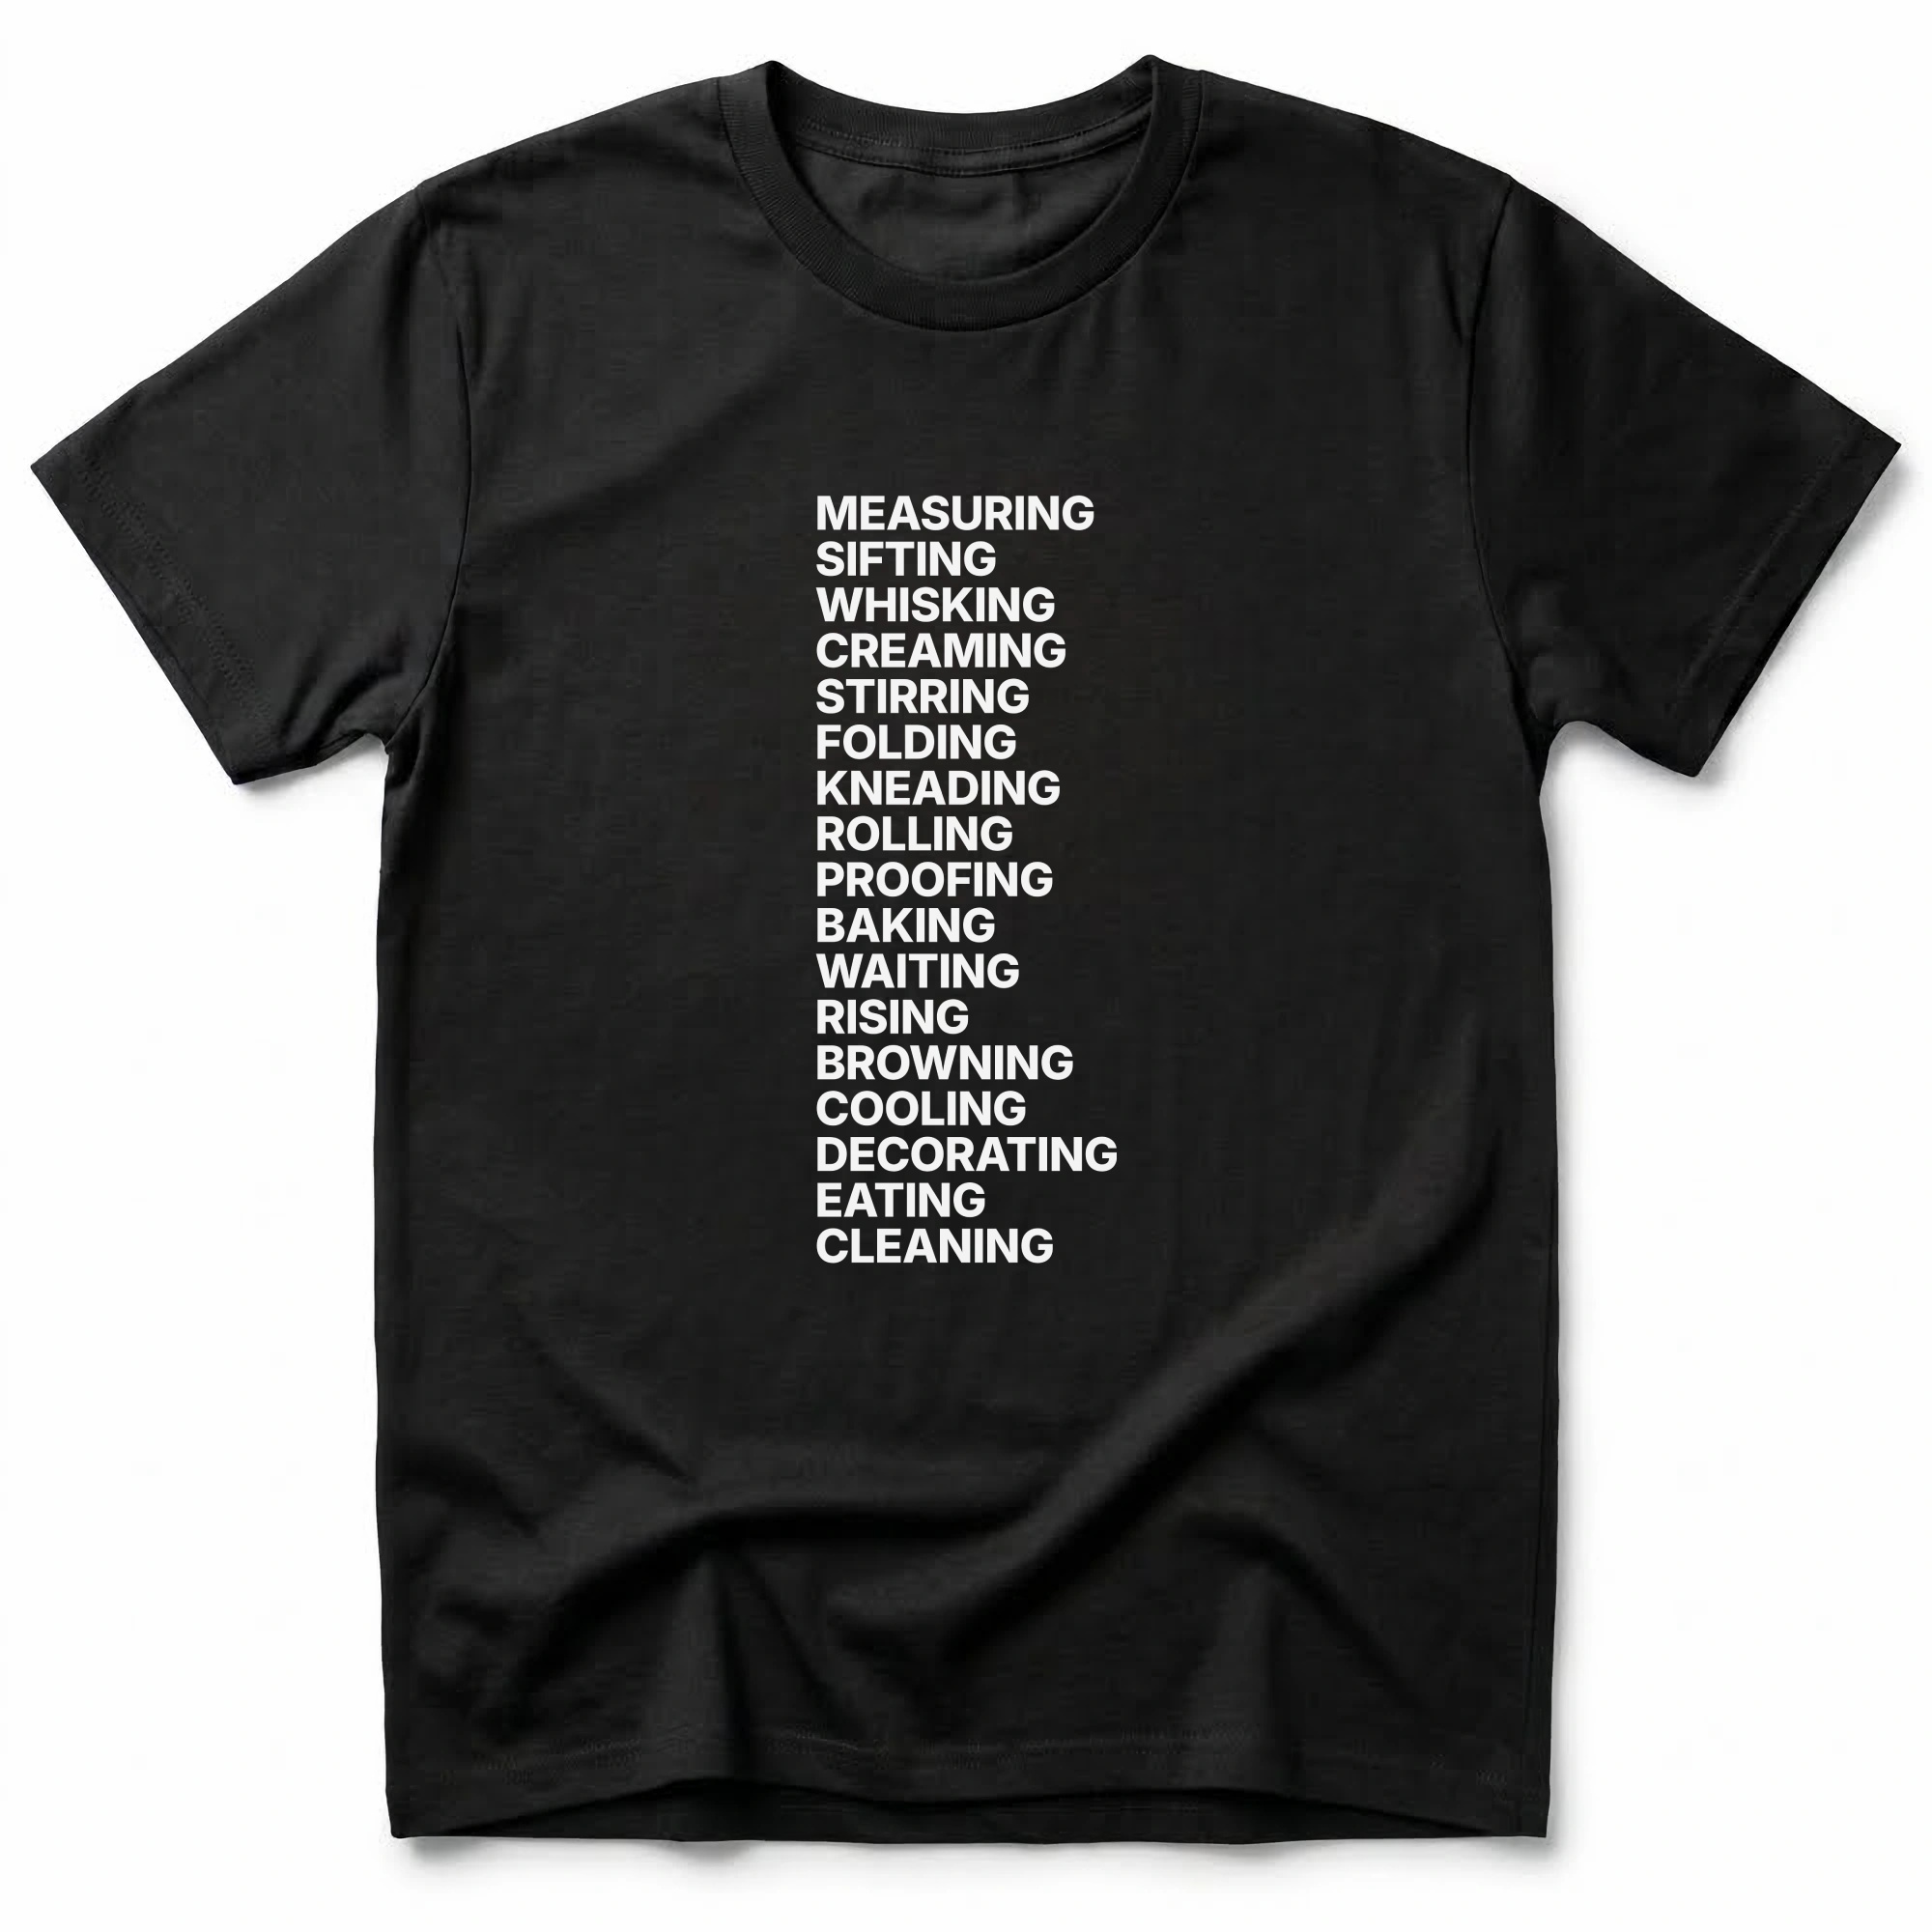 MEASURING
SIFTING
WHISKING
CREAMING
STIRRING
FOLDING
KNEADING
ROLLING
PROOFING
BAKING
WAITING
RISING
BROWNING
COOLING
DECORATING
EATING
CLEANING